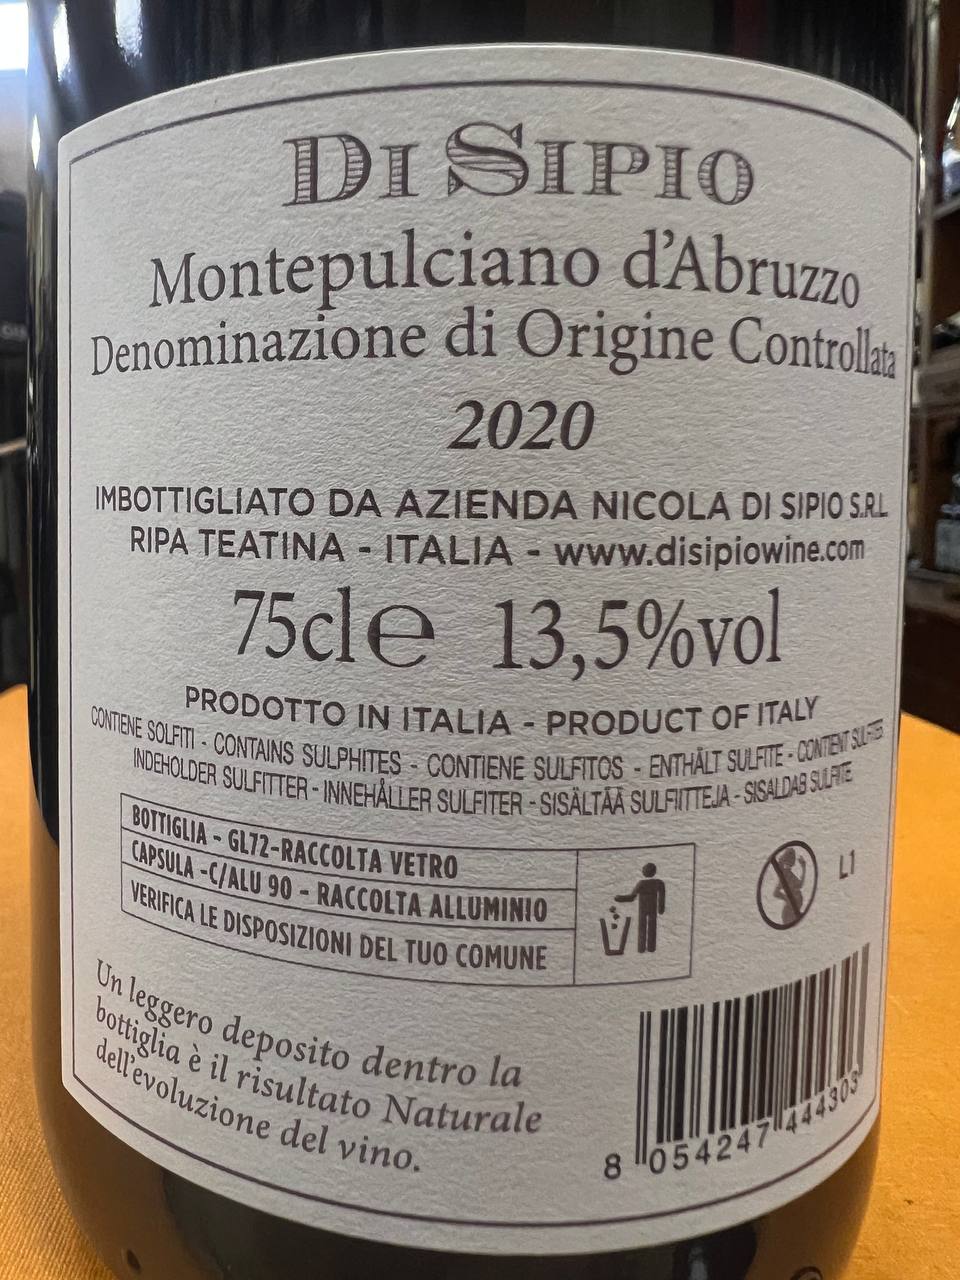 DI SIPIO
Montepulciano d'Abruzzo
Denominazione di Origine Controllata
2020
IMBOTTIGLIATO DA AZIENDA NICOLA DI SIPIO S.R.L
RIPA TEATINA - ITALIA - www.disipiowine.com
75cl e 13,5%vol
PRODOTTO IN ITALIA - PRODUCT OF ITALY
CONTIENE SOLFITI - CONTAINS SULPHITES - CONTIENE SULFITOS - ENTHÄLT SULFITE - CONTIENT SULFITES
INDEHOLDER SULFITTER - INNEHÅLLER SULFITER - SISÄLTÄÄ SULFIITTEJA - SISALDAB SULFITE
BOTTIGLIA - GL72-RACCOLTA VETRO
CAPSULA -C/ALU 90 - RACCOLTA ALLUMINIO
VERIFICA LE DISPOSIZIONI DEL TUO COMUNE
L1
Un leggero deposito dentro la
bottiglia è il risultato Naturale
dell'evoluzione del vino.
8 054247 444303